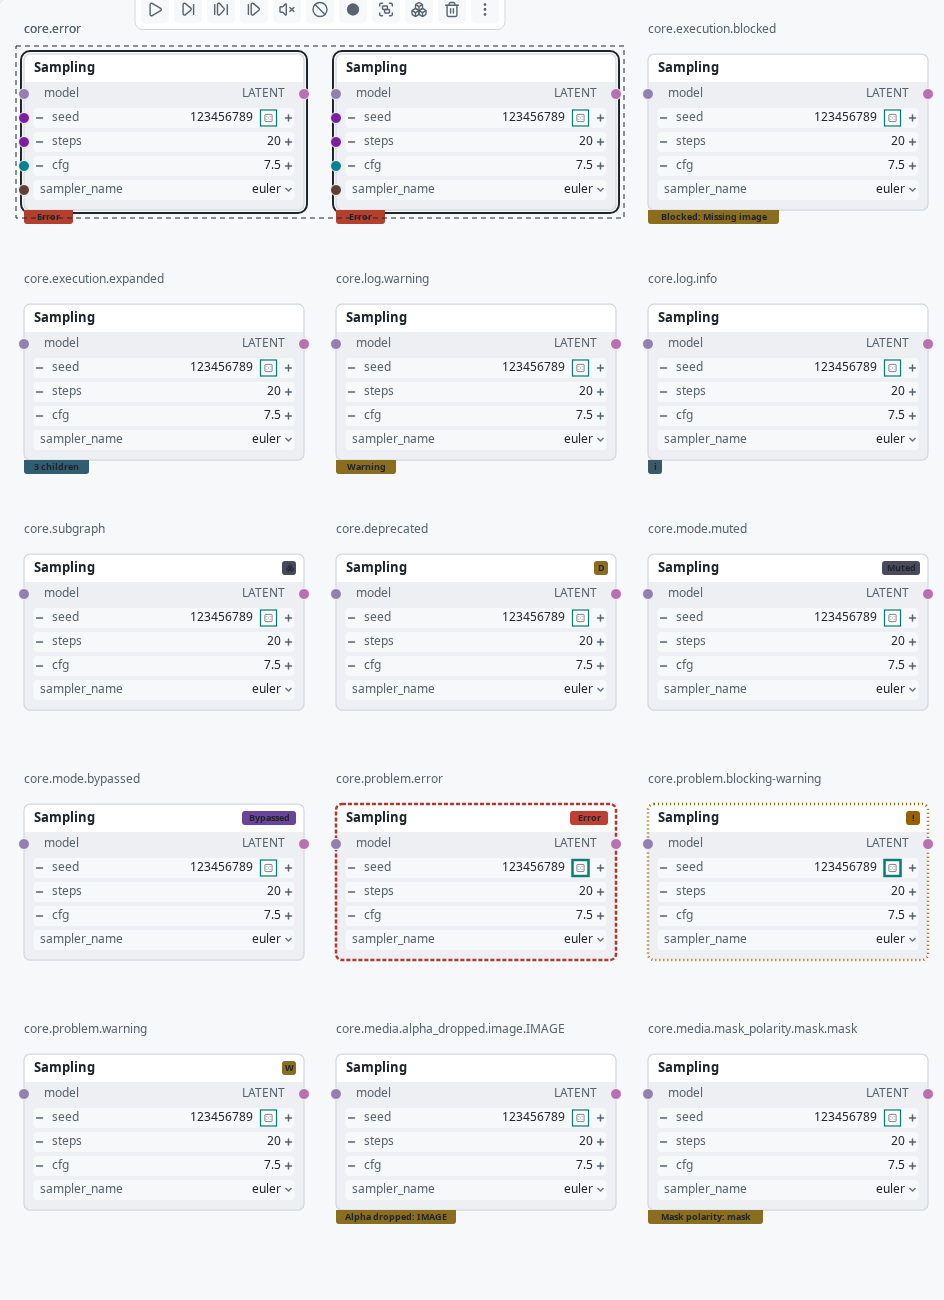 core.error
core.execution.blocked
Sampling
model LATENT
seed 123456789
steps 20
cfg 7.5
sampler_name euler
Error
Sampling
model LATENT
seed 123456789
steps 20
cfg 7.5
sampler_name euler
Error
Sampling
model LATENT
seed 123456789
steps 20
cfg 7.5
sampler_name euler
Blocked: Missing image
core.execution.expanded
Sampling
model LATENT
seed 123456789
steps 20
cfg 7.5
sampler_name euler
3 children
core.log.warning
Sampling
model LATENT
seed 123456789
steps 20
cfg 7.5
sampler_name euler
Warning
core.log.info
Sampling
model LATENT
seed 123456789
steps 20
cfg 7.5
sampler_name euler
i
core.subgraph
Sampling
model LATENT
seed 123456789
steps 20
cfg 7.5
sampler_name euler
core.deprecated
Sampling D
model LATENT
seed 123456789
steps 20
cfg 7.5
sampler_name euler
core.mode.muted
Sampling Muted
model LATENT
seed 123456789
steps 20
cfg 7.5
sampler_name euler
core.mode.bypassed
Sampling Bypassed
model LATENT
seed 123456789
steps 20
cfg 7.5
sampler_name euler
core.problem.error
Sampling Error
model LATENT
seed 123456789
steps 20
cfg 7.5
sampler_name euler
core.problem.blocking-warning
Sampling !
model LATENT
seed 123456789
steps 20
cfg 7.5
sampler_name euler
core.problem.warning
Sampling W
model LATENT
seed 123456789
steps 20
cfg 7.5
sampler_name euler
core.media.alpha_dropped.image.IMAGE
Sampling
model LATENT
seed 123456789
steps 20
cfg 7.5
sampler_name euler
Alpha dropped: IMAGE
core.media.mask_polarity.mask.mask
Sampling
model LATENT
seed 123456789
steps 20
cfg 7.5
sampler_name euler
Mask polarity: mask